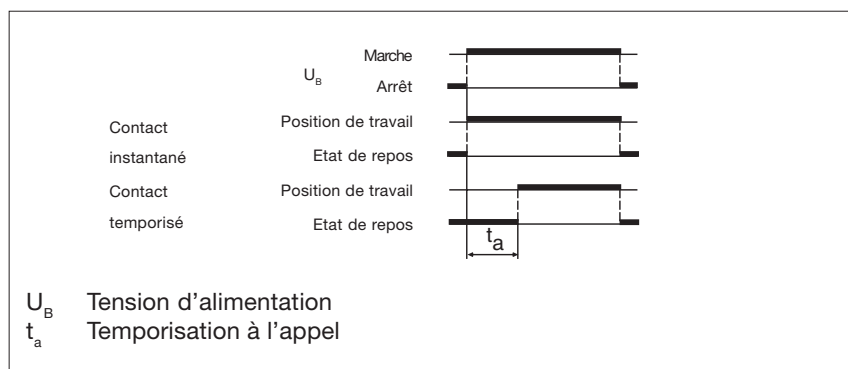 Marche
U_B
Arrêt
Contact Position de travail
instantané Etat de repos
Contact Position de travail
temporisé Etat de repos
t_a
U_B Tension d’alimentation
t_a Temporisation à l’appel